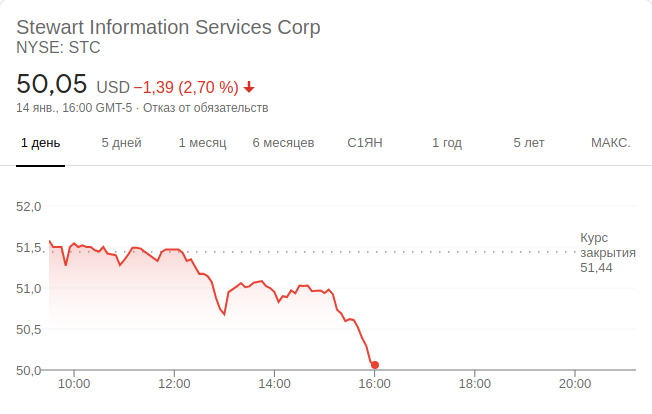 Stewart Information Services Corp
NYSE: STC
50,05 USD −1,39 (2,70 %)
14 янв., 16:00 GMT-5 · Отказ от обязательств
1 день 5 дней 1 месяц 6 месяцев С1ЯН 1 год 5 лет МАКС.
52,0
51,5
51,0
50,5
50,0
Курс
закрытия
51,44
10:00 12:00 14:00 16:00 18:00 20:00